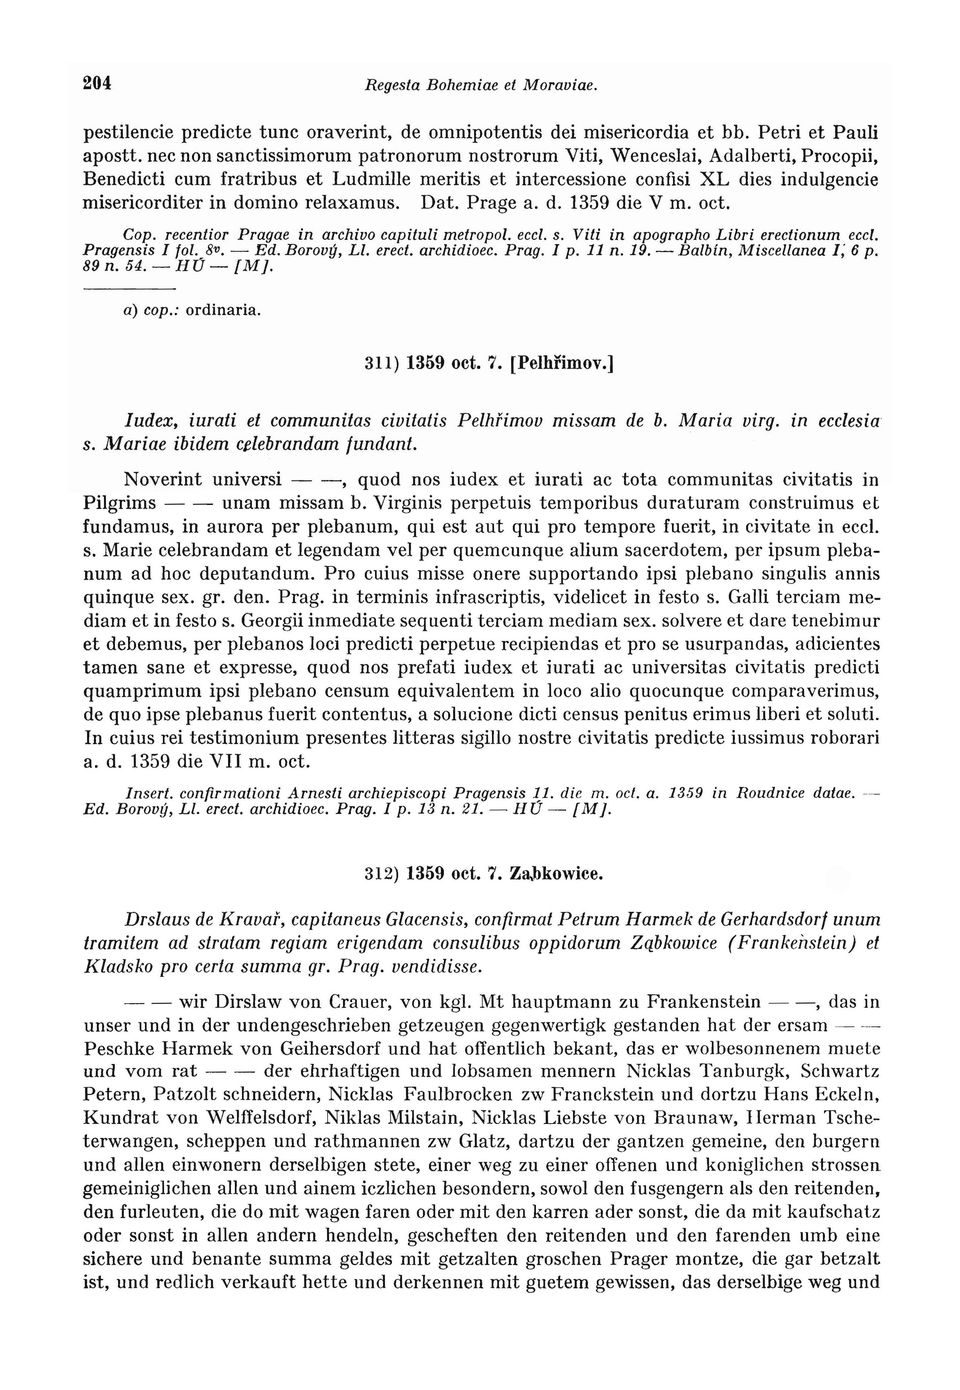 204 Regesta Bohemiae et Moraviae.
pestilencie predicte tunc oraverint, de omnipotentis dei misericordia et bb. Petri et Pauli
apostt. nec non sanctissimorum patronorum nostrorum Viti, Wenceslai, Adalberti, Procopii,
Benedicti cum fratribus et Ludmille meritis et intercessione confisi XL dies indulgencie
misericorditer in domino relaxamus. Dat. Prage a. d. 1359 die V m. oct.
Cop. recentior Pragae in archivo capituli metropol. eccl. s. Viti in apographo Libri erectionum eccl.
Pragensis I fol. 8v. — Ed. Borový, Ll. erect. archidioec. Prag. I p. 11 n. 19. — Balbín, Miscellanea I, 6 p.
89 n. 54. — HÚ — [M].
a) cop.: ordinaria.
311) 1359 oct. 7. [Pelhřimov.]
Iudex, iurati et communitas civitatis Pelhřimov missam de b. Maria virg. in ecclesia
s. Mariae ibidem celebrandam fundant.
Noverint universi — —, quod nos iudex et iurati ac tota communitas civitatis in
Pilgrims — — unam missam b. Virginis perpetuis temporibus duraturam construimus et
fundamus, in aurora per plebanum, qui est aut qui pro tempore fuerit, in civitate in eccl.
s. Marie celebrandam et legendam vel per quemcunque alium sacerdotem, per ipsum pleba-
num ad hoc deputandum. Pro cuius misse onere supportando ipsi plebano singulis annis
quinque sex. gr. den. Prag. in terminis infrascriptis, videlicet in festo s. Galli terciam me-
diam et in festo s. Georgii inmediate sequenti terciam mediam sex. solvere et dare tenebimur
et debemus, per plebanos loci predicti perpetue recipiendas et pro se usurpandas, adicientes
tamen sane et expresse, quod nos prefati iudex et iurati ac universitas civitatis predicti
quamprimum ipsi plebano censum equivalentem in loco alio quocunque comparaverimus,
de quo ipse plebanus fuerit contentus, a solucione dicti census penitus erimus liberi et soluti.
In cuius rei testimonium presentes litteras sigillo nostre civitatis predicte iussimus roborari
a. d. 1359 die VII m. oct.
Insert. confirmationi Arnesti archiepiscopi Pragensis 11. die m. oct. a. 1359 in Roudnice datae. —
Ed. Borový, Ll. erect. archidioec. Prag. I p. 13 n. 21. — HÚ — [M].
312) 1359 oct. 7. Ząbkowice.
Drslaus de Kravař, capitaneus Glacensis, confirmat Petrum Harmek de Gerhardsdorf unum
tramitem ad stratam regiam erigendam consulibus oppidorum Ząbkowice (Frankenstein) et
Kladsko pro certa summa gr. Prag. vendidisse.
— — wir Dirslaw von Crauer, von kgl. Mt hauptmann zu Frankenstein — —, das in
unser und in der undengeschrieben getzeugen gegenwertigk gestanden hat der ersam — —
Peschke Harmek von Geihersdorf und hat offentlich bekant, das er wolbesonnenem muete
und vom rat — — der ehrhaftigen und lobsamen mennern Nicklas Tanburgk, Schwartz
Petern, Patzolt schneidern, Nicklas Faulbrocken zw Franckstein und dortzu Hans Eckeln,
Kundrat von Welffelsdorf, Niklas Milstain, Nicklas Liebste von Braunaw, Herman Tsche-
terwangen, scheppen und rathmannen zw Glatz, dartzu der gantzen gemeine, den burgern
und allen einwonern derselbigen stete, einer weg zu einer offenen und koniglichen strossen
gemeiniglichen allen und ainem iczlichen besondern, sowol den fusgengern als den reitenden,
den furleuten, die do mit wagen faren oder mit den karren ader sonst, die da mit kaufschatz
oder sonst in allen andern hendeln, gescheften den reitenden und den farenden umb eine
sichere und benante summa geldes mit getzalten groschen Prager montze, die gar betzalt
ist, und redlich verkauft hette und derkennen mit guetem gewissen, das derselbige weg und